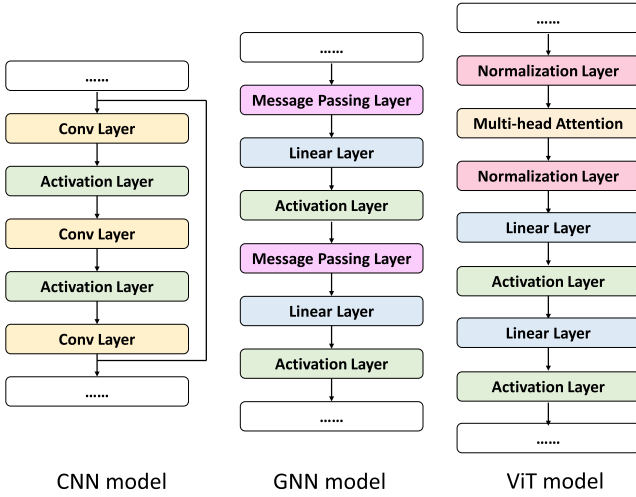 ......
Conv Layer
Activation Layer
Conv Layer
Activation Layer
Conv Layer
......
CNN model
......
Message Passing Layer
Linear Layer
Activation Layer
Message Passing Layer
Linear Layer
Activation Layer
......
GNN model
......
Normalization Layer
Multi-head Attention
Normalization Layer
Linear Layer
Activation Layer
Linear Layer
Activation Layer
......
ViT model